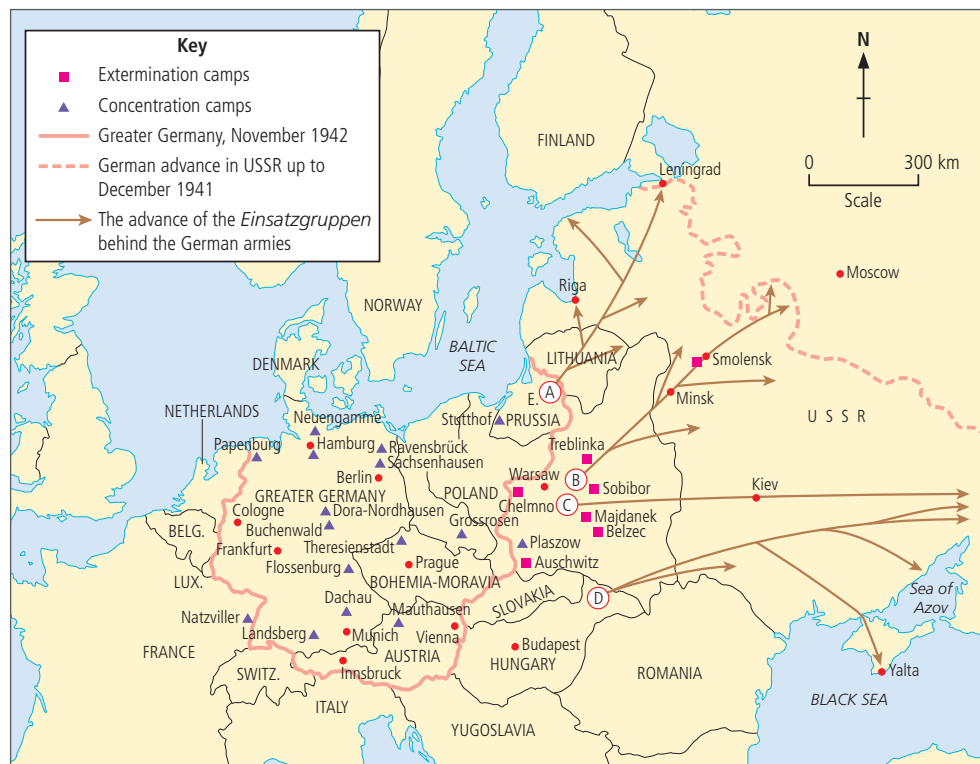 Key
Extermination camps
Concentration camps
Greater Germany, November 1942
German advance in USSR up to
December 1941
The advance of the Einsatzgruppen
behind the German armies
N
0 300 km
Scale
FINLAND
Leningrad
Moscow
NORWAY
Riga
BALTIC
SEA
LITHUANIA
Smolensk
DENMARK
A
E.
PRUSSIA
Minsk
USSR
NETHERLANDS
Neuengamme
Stutthof
Papenburg
Hamburg
Ravensbrück
Sachsenhausen
Treblinka
Berlin
Warsaw
B
Sobibor
Kiev
GREATER GERMANY
POLAND
Chelmno
C
Dora-Nordhausen
Cologne
Buchenwald
Grossrosen
Majdanek
Belzec
BELG.
Frankfurt
Theresienstadt
Plaszow
Flossenburg
Prague
Auschwitz
LUX.
BOHEMIA-MORAVIA
SLOVAKIA
D
Sea of
Azov
Natzviller
Dachau
Mauthausen
Landsberg
Munich
Vienna
Budapest
FRANCE
AUSTRIA
HUNGARY
SWITZ.
Innsbruck
ROMANIA
Yalta
ITALY
BLACK SEA
YUGOSLAVIA